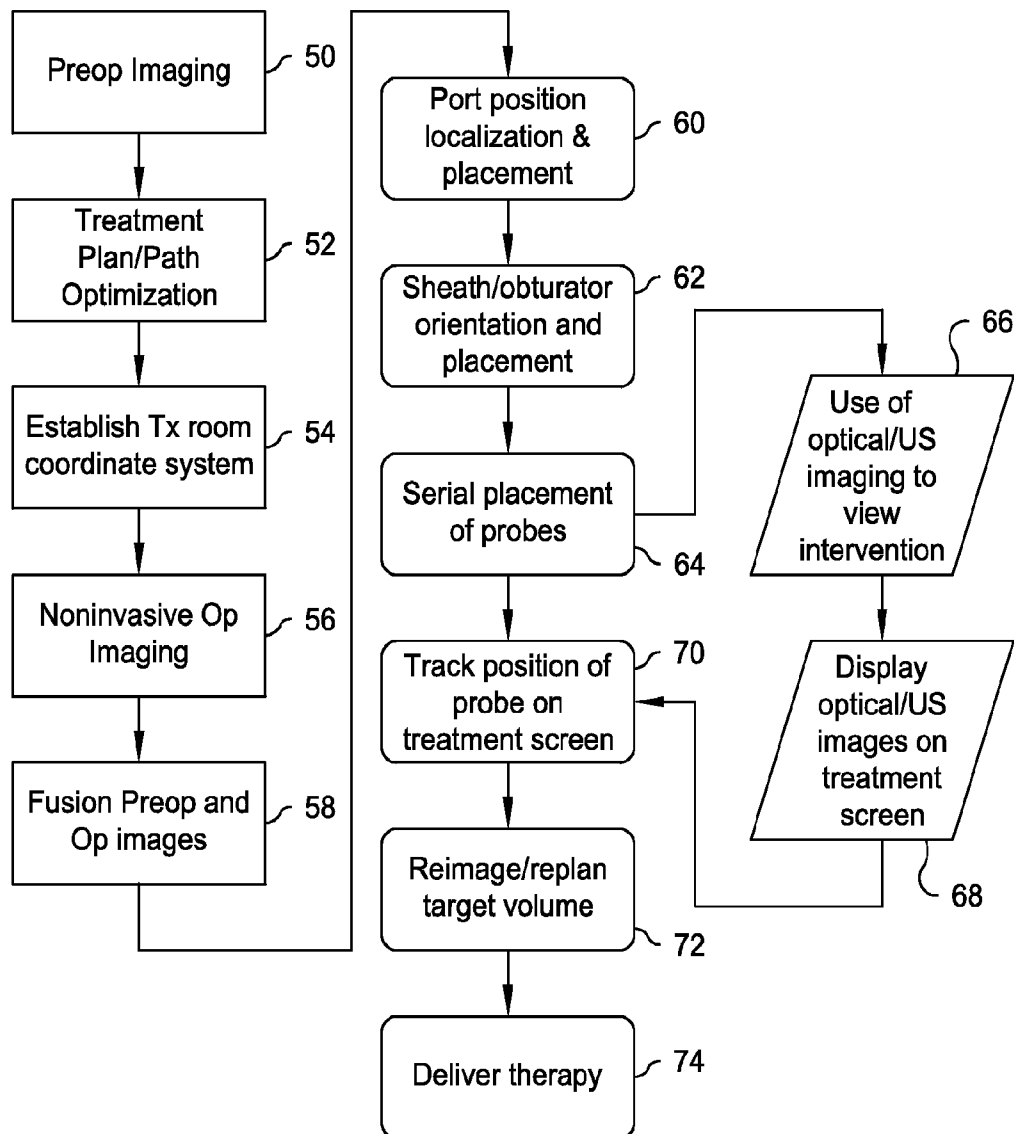 Preop Imaging
50
Treatment
Plan/Path
Optimization
52
Establish Tx room
coordinate system
54
Noninvasive Op
Imaging
56
Fusion Preop and
Op images
58
Port position
localization &
placement
60
Sheath/obturator
orientation and
placement
62
Serial placement
of probes
64
Use of
optical/US
imaging to
view
intervention
66
Display
optical/US
images on
treatment
screen
68
Track position of
probe on
treatment screen
70
Reimage/replan
target volume
72
Deliver therapy
74